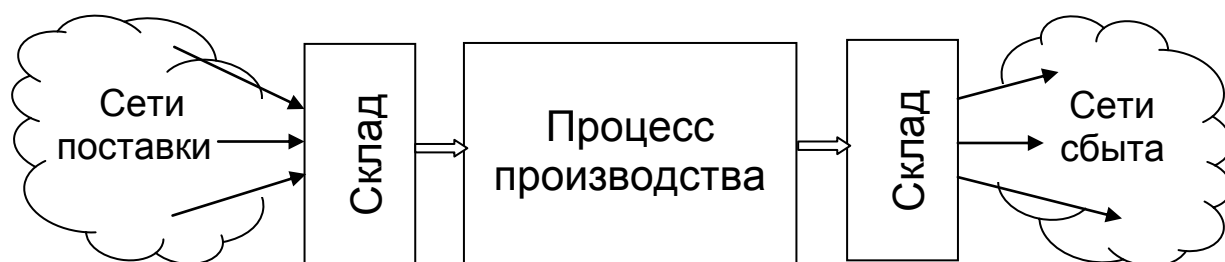 Сети
поставки
Склад
Процесс
производства
Склад
Сети
сбыта